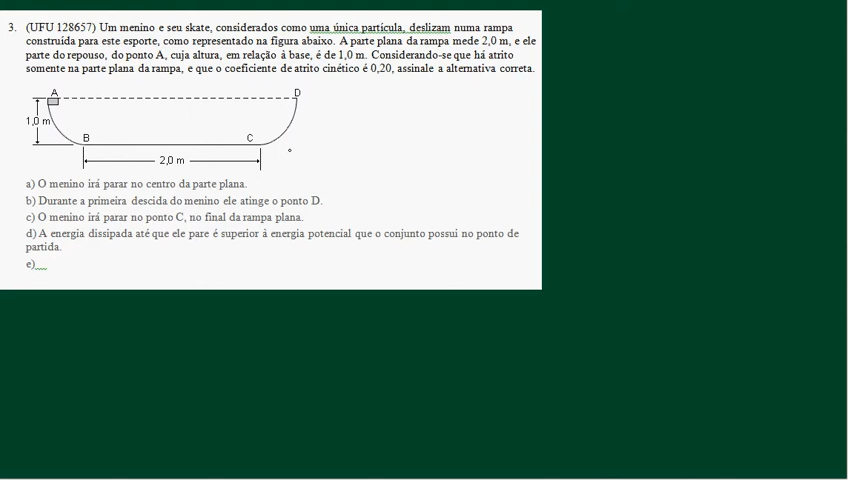 3. (UFU 128657) Um menino e seu skate, considerados como uma única partícula, deslizam numa rampa
construída para este esporte, como representado na figura abaixo. A parte plana da rampa mede 2,0 m, e ele
parte do repouso, do ponto A, cuja altura, em relação à base, é de 1,0 m. Considerando-se que há atrito
somente na parte plana da rampa, e que o coeficiente de atrito cinético é 0,20, assinale a alternativa correta.
A D
1,0 m
B C
2,0 m
a) O menino irá parar no centro da parte plana.
b) Durante a primeira descida do menino ele atinge o ponto D.
c) O menino irá parar no ponto C, no final da rampa plana.
d) A energia dissipada até que ele pare é superior à energia potencial que o conjunto possui no ponto de
partida.
e)